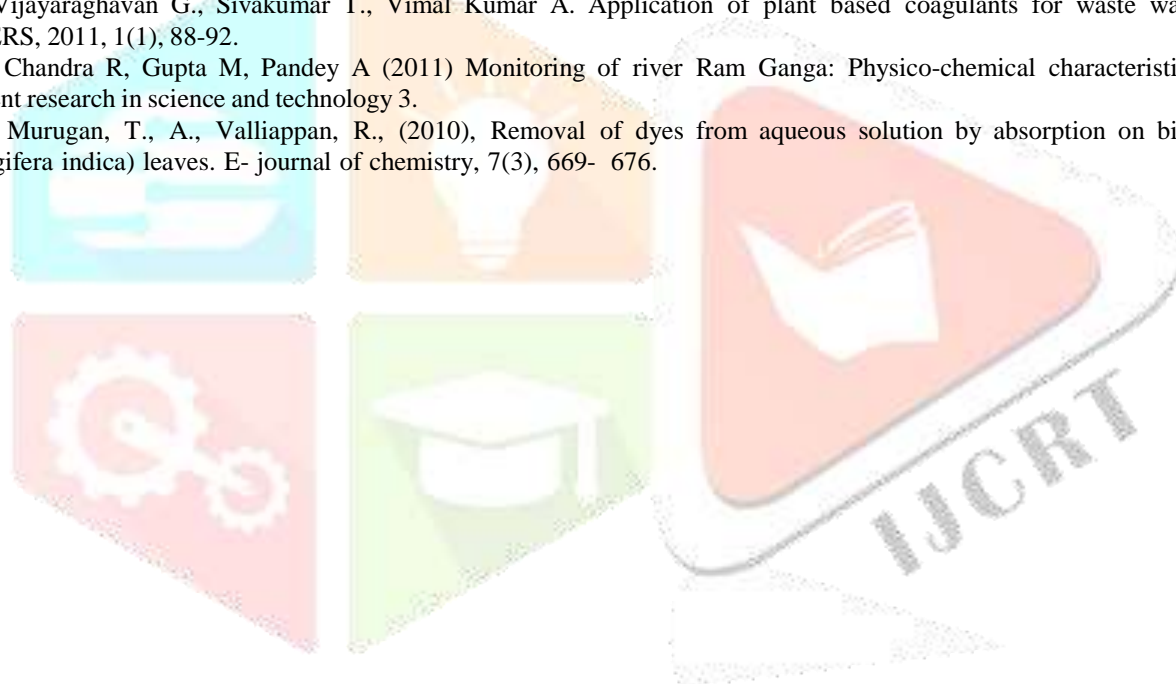 Vijayaraghavan G., Sivakumar T., Vimal Kumar A. Application of plant based coagulants for waste wa
ERS, 2011, 1(1), 88-92.
Chandra R, Gupta M, Pandey A (2011) Monitoring of river Ram Ganga: Physico-chemical characteristi
nt research in science and technology 3.
Murugan, T., A., Valliappan, R., (2010), Removal of dyes from aqueous solution by absorption on bi
gifera indica) leaves. E- journal of chemistry, 7(3), 669- 676.
IJCRT